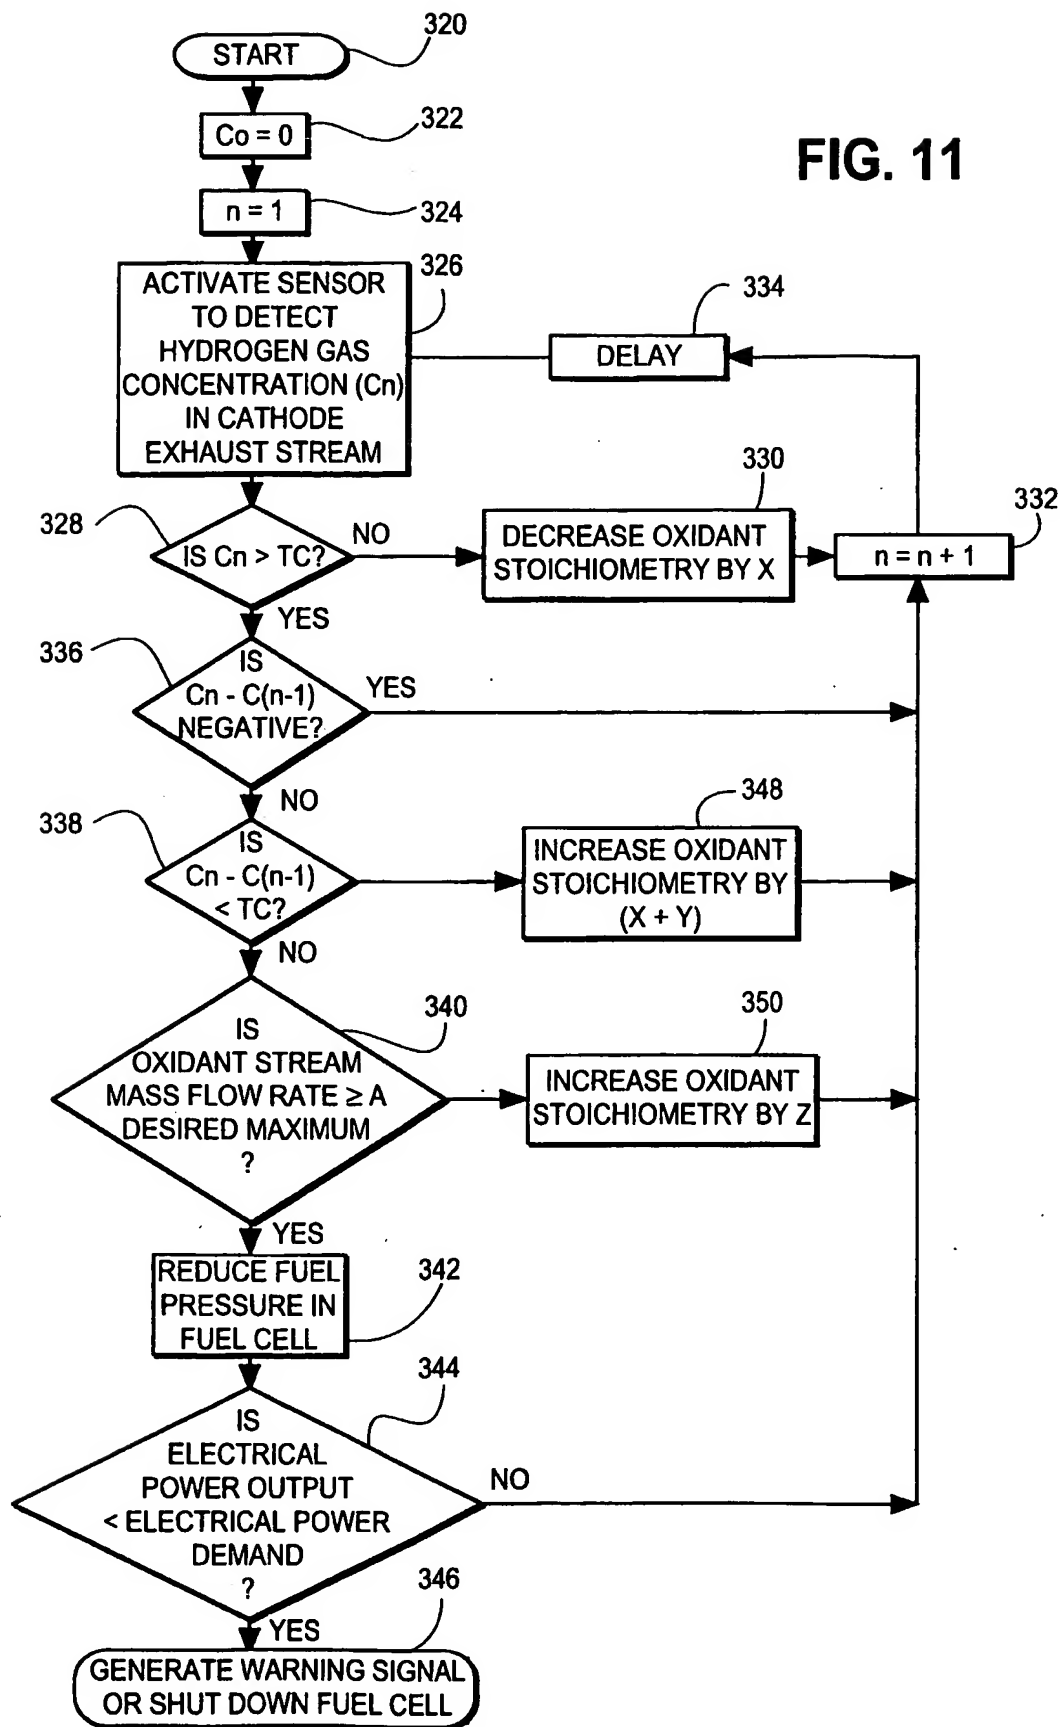 320
START
322
Co = 0
FIG. 11
n = 1
324
326
ACTIVATE SENSOR
TO DETECT
HYDROGEN GAS
CONCENTRATION (Cn)
IN CATHODE
EXHAUST STREAM
334
DELAY
330
332
328
IS Cn > TC?
NO
DECREASE OXIDANT
STOICHIOMETRY BY X
n = n + 1
YES
336
IS
Cn - C(n-1)
NEGATIVE?
YES
NO
338
IS
Cn - C(n-1)
< TC?
348
INCREASE OXIDANT
STOICHIOMETRY BY
(X + Y)
NO
340
IS
OXIDANT STREAM
MASS FLOW RATE ≥ A
DESIRED MAXIMUM
?
350
INCREASE OXIDANT
STOICHIOMETRY BY Z
YES
REDUCE FUEL
PRESSURE IN
FUEL CELL
342
344
IS
ELECTRICAL
POWER OUTPUT
< ELECTRICAL POWER
DEMAND
?
NO
346
YES
GENERATE WARNING SIGNAL
OR SHUT DOWN FUEL CELL